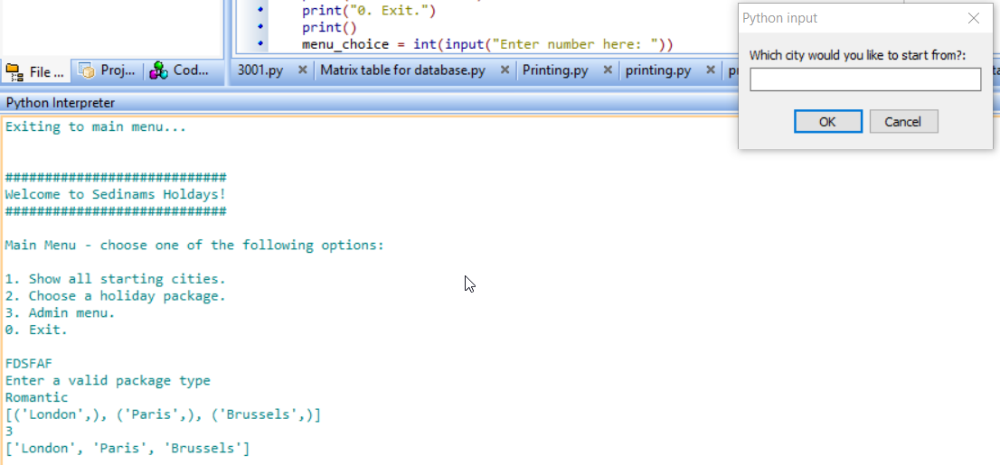 print("0. Exit.")
print()
menu_choice = int(input("Enter number here: "))
File ... Proj... Cod... 3001.py Matrix table for database.py Printing.py printing.py
Python Interpreter
Exiting to main menu...
############################
Welcome to Sedinams Holdays!
############################
Main Menu - choose one of the following options:
1. Show all starting cities.
2. Choose a holiday package.
3. Admin menu.
0. Exit.
FDSFAF
Enter a valid package type
Romantic
[('London',), ('Paris',), ('Brussels',)]
3
['London', 'Paris', 'Brussels']
Python input
Which city would you like to start from?:
OK Cancel